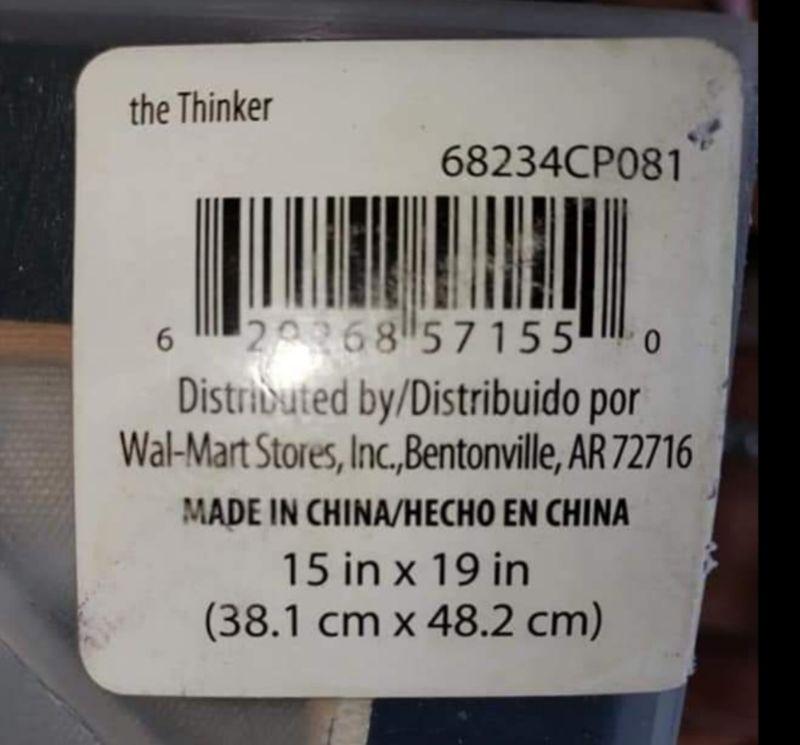 the Thinker
68234CP081
6 57155 0
Distributed by/Distribuido por
Wal-Mart Stores, Inc.,Bentonville, AR 72716
MADE IN CHINA/HECHO EN CHINA
15 in x 19 in
(38.1 cm x 48.2 cm)